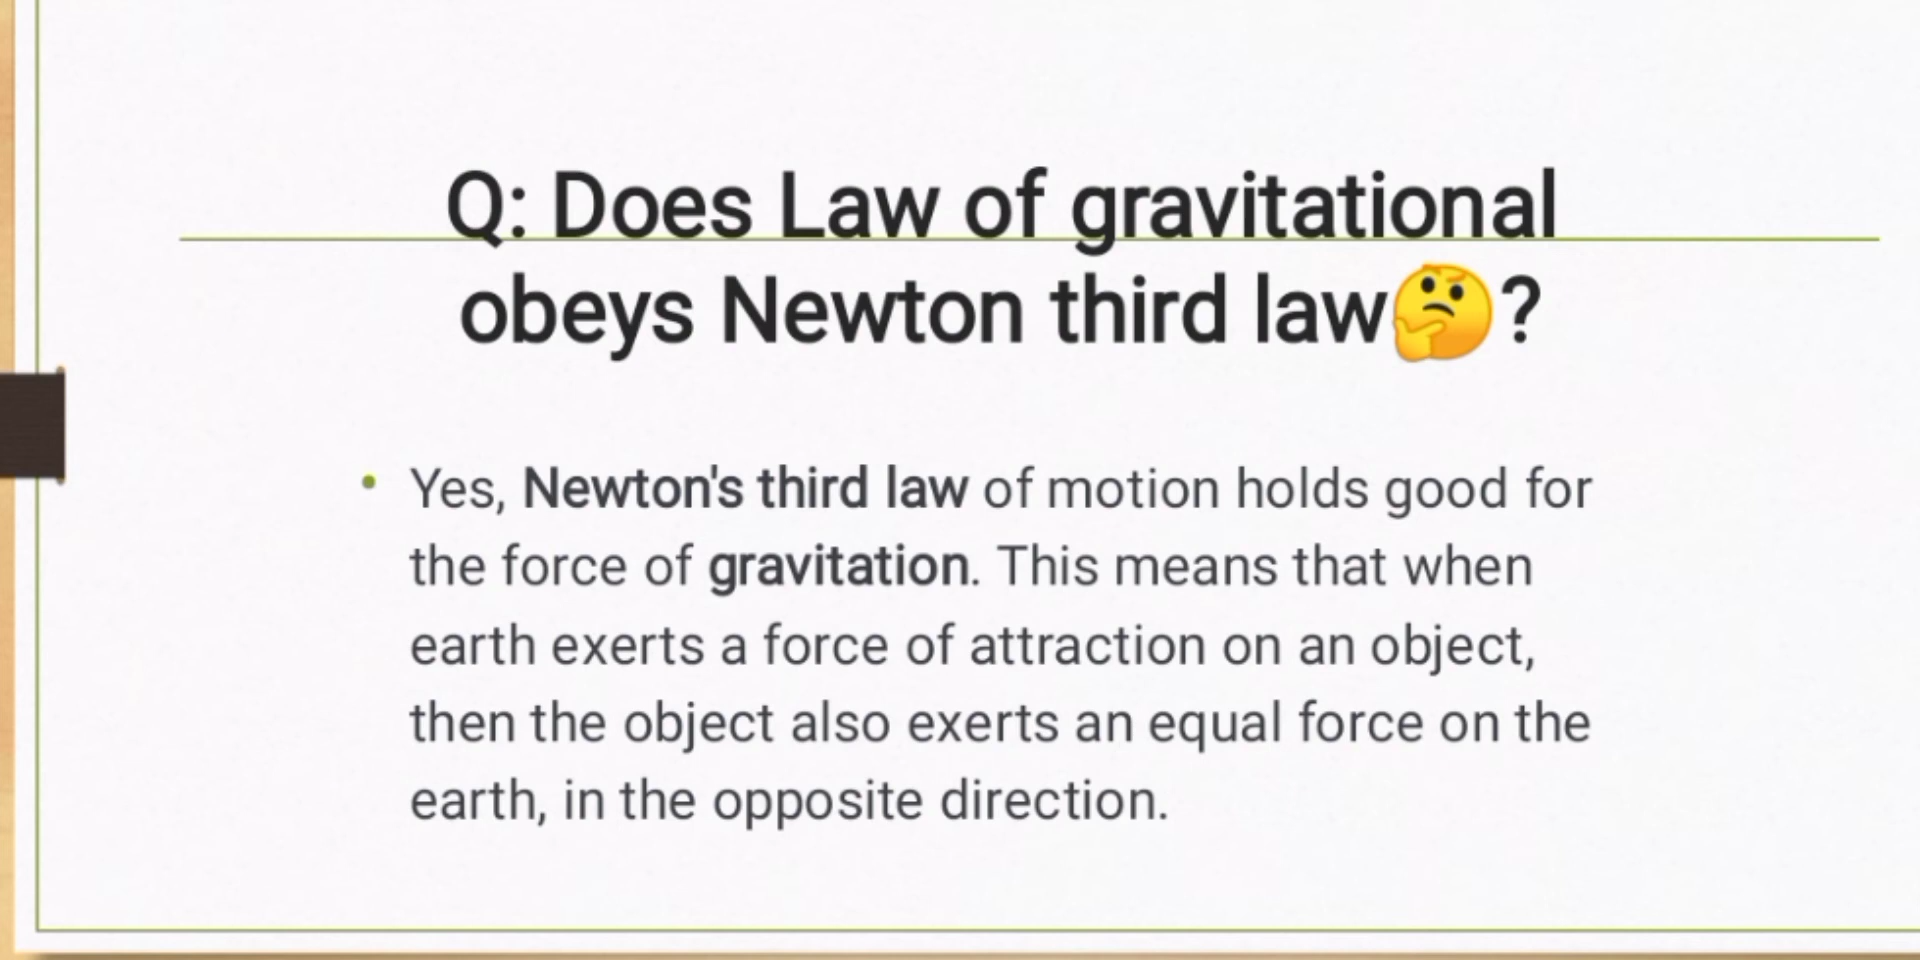 Q: Does Law of gravitational
obeys Newton third law🤔?
• Yes, Newton's third law of motion holds good for
the force of gravitation. This means that when
earth exerts a force of attraction on an object,
then the object also exerts an equal force on the
earth, in the opposite direction.